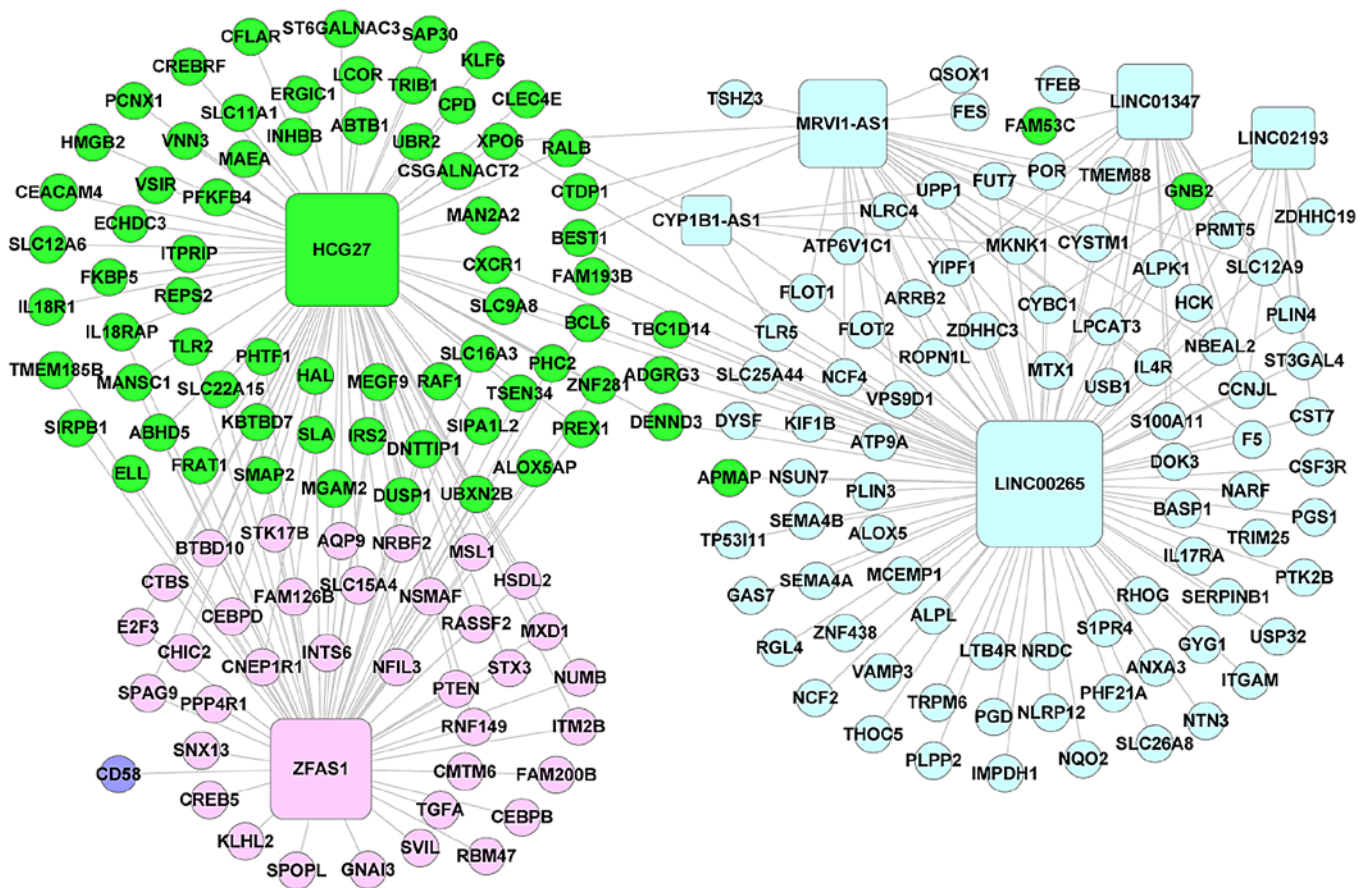 ST6GALNAC3
CFLAR
SAP30
CREBRF
LCOR
KLF6
ERGIC1
TRIB1
PCNX1
SLC11A1
CPD
CLEC4E
HMGB2
VNN3
INHBB
ABTB1
UBR2
XPO6
RALB
MAEA
CSGALNACT2
CEACAM4
VSIR
PFKFB4
CTDP1
ECHDC3
MAN2A2
SLC12A6
ITPRIP
HCG27
BEST1
FKBP5
CXCR1
FAM193B
IL18R1
REPS2
SLC9A8
IL18RAP
BCL6
TBC1D14
TLR2
PHTF1
SLC16A3
PHC2
TMEM185B
MANSC1
SLC22A15
HAL
MEGF9
RAF1
TSEN34
ZNF281
ADGRG3
SIRPB1
ABHD5
KBTBD7
SLA
IRS2
SIPA1L2
PREX1
DENND3
DNTTIP1
ELL
FRAT1
SMAP2
MGAM2
DUSP1
UBXN2B
ALOX5AP
APMAP
BTBD10
STK17B
AQP9
NRBF2
MSL1
CTBS
FAM126B
SLC15A4
NSMAF
HSDL2
E2F3
CEBPD
RASSF2
MXD1
CHIC2
CNEP1R1
INTS6
NFIL3
STX3
NUMB
SPAG9
PPP4R1
PTEN
RNF149
ITM2B
SNX13
CD58
ZFAS1
CMTM6
FAM200B
CREB5
TGFA
CEBPB
KLHL2
SVIL
RBM47
SPOPL
GNAI3
QSOX1
TFEB
TSHZ3
MRVI1-AS1
FES
LINC01347
FAM53C
LINC02193
UPP1
FUT7
POR
TMEM88
GNB2
CYP1B1-AS1
NLRC4
ZDHHC19
ATP6V1C1
MKNK1
CYSTM1
PRMT5
YIPF1
ALPK1
SLC12A9
FLOT1
ARRB2
CYBC1
HCK
TLR5
FLOT2
ZDHHC3
LPCAT3
PLIN4
ROPN1L
NBEAL2
SLC25A44
NCF4
MTX1
USB1
IL4R
ST3GAL4
VPS9D1
CCNJL
DYSF
KIF1B
S100A11
CST7
ATP9A
F5
DOK3
LINC00265
NSUN7
PLIN3
CSF3R
NARF
SEMA4B
BASP1
PGS1
TP53I11
ALOX5
TRIM25
IL17RA
SEMA4A
MCEMP1
PTK2B
GAS7
RHOG
SERPINB1
ALPL
S1PR4
RGL4
ZNF438
GYG1
USP32
LTB4R
NRDC
ANXA3
VAMP3
ITGAM
NCF2
TRPM6
PHF21A
PGD
NLRP12
NTN3
THOC5
SLC26A8
PLPP2
NQO2
IMPDH1